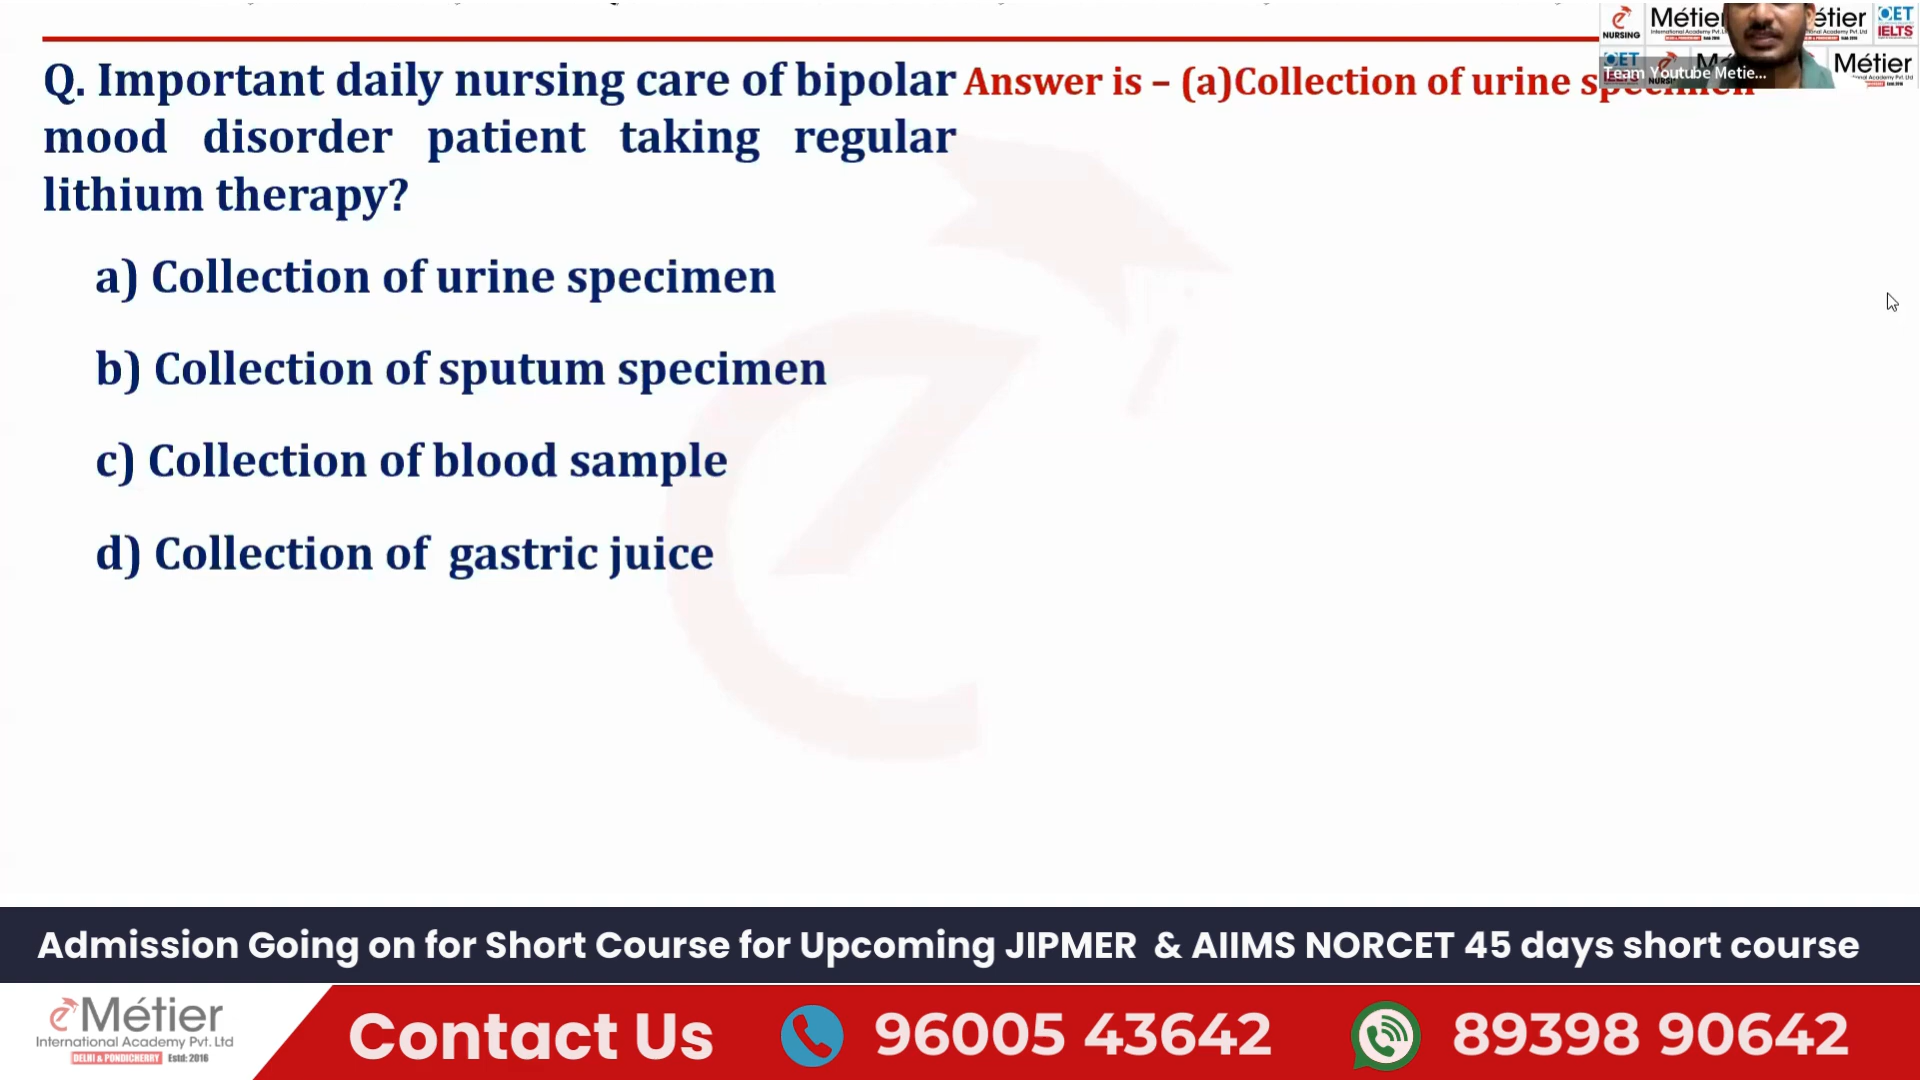 Q. Important daily nursing care of bipolar
mood disorder patient taking regular
lithium therapy?
Answer is – (a)Collection of urine specimen
a) Collection of urine specimen
b) Collection of sputum specimen
c) Collection of blood sample
d) Collection of gastric juice
NURSING
Métier
étier
OET
IELTS
OET
Métier
Team Youtube Metie...
Admission Going on for Short Course for Upcoming JIPMER & AIIMS NORCET 45 days short course
eMétier
International Academy Pvt. Ltd
DELHI & PONDICHERRY Estd: 2016
Contact Us
96005 43642
89398 90642